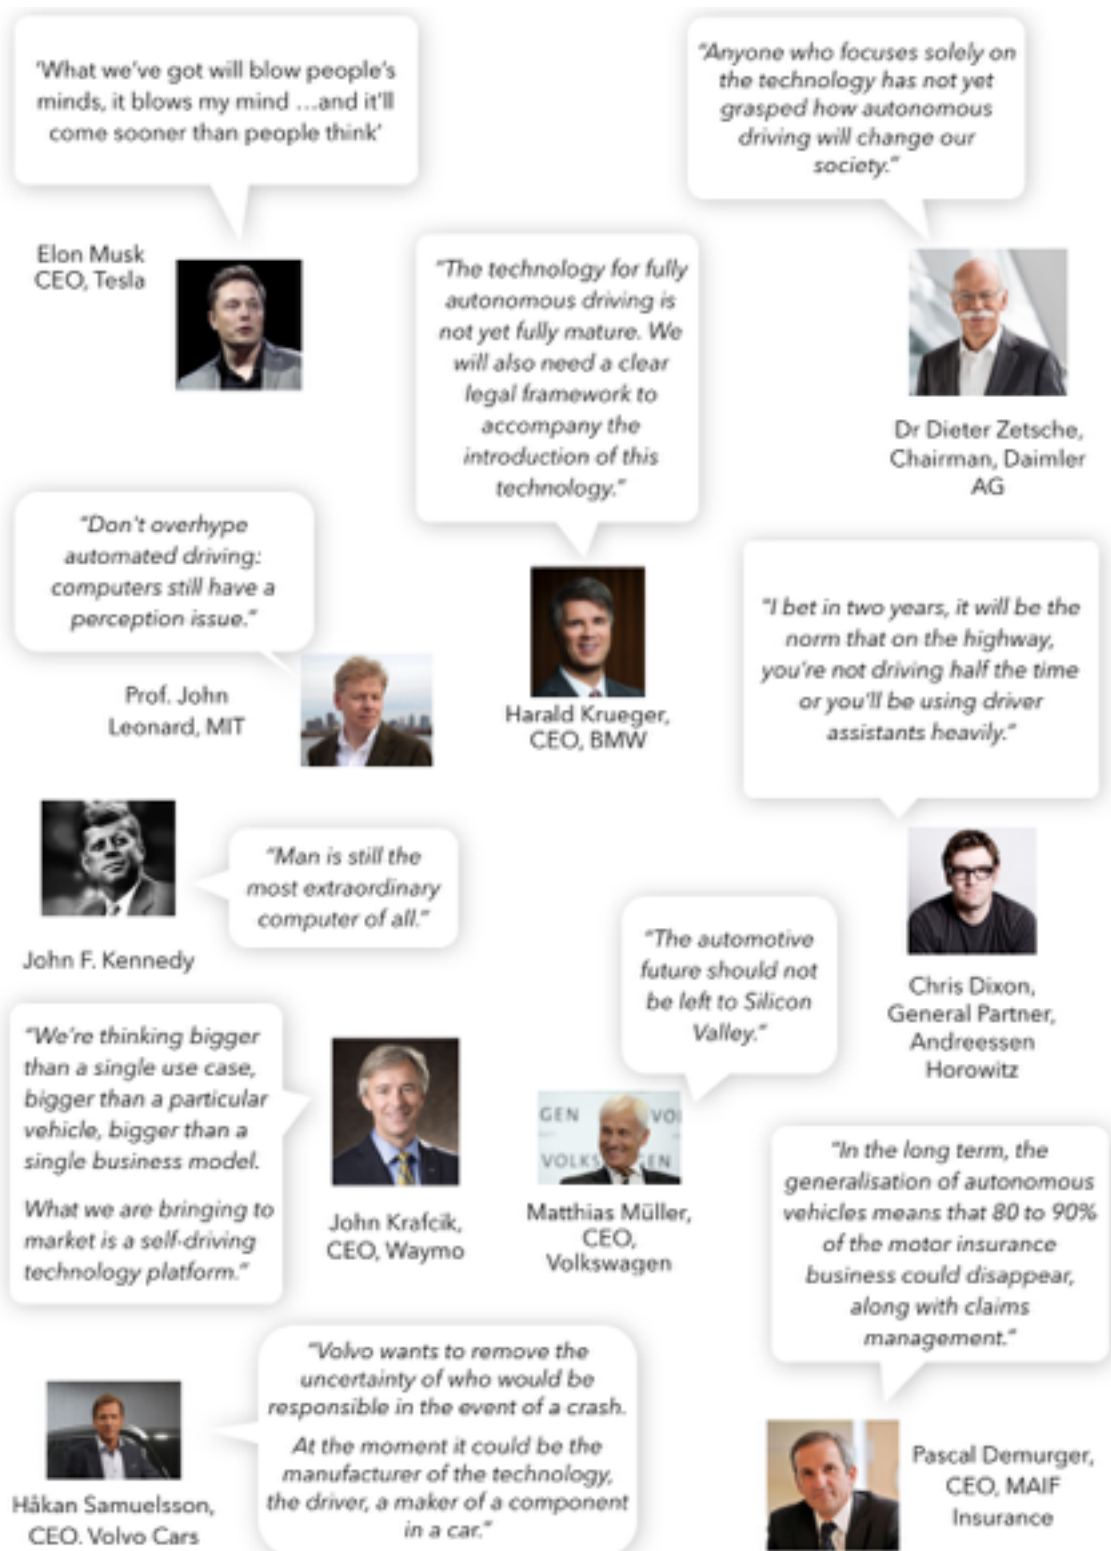 'What we've got will blow people's
minds, it blows my mind ...and it'll
come sooner than people think'
Elon Musk
CEO, Tesla
"Anyone who focuses solely on
the technology has not yet
grasped how autonomous
driving will change our
society."
Dr Dieter Zetsche,
Chairman, Daimler
AG
"The technology for fully
autonomous driving is
not yet fully mature. We
will also need a clear
legal framework to
accompany the
introduction of this
technology."
Harald Krueger,
CEO, BMW
"Don't overhype
automated driving:
computers still have a
perception issue."
Prof. John
Leonard, MIT
"I bet in two years, it will be the
norm that on the highway,
you're not driving half the time
or you'll be using driver
assistants heavily."
Chris Dixon,
General Partner,
Andreessen
Horowitz
"Man is still the
most extraordinary
computer of all."
John F. Kennedy
"The automotive
future should not
be left to Silicon
Valley."
GEN VO
VOLKS EN
Matthias Müller,
CEO,
Volkswagen
"We're thinking bigger
than a single use case,
bigger than a particular
vehicle, bigger than a
single business model.
What we are bringing to
market is a self-driving
technology platform."
John Krafcik,
CEO, Waymo
"In the long term, the
generalisation of autonomous
vehicles means that 80 to 90%
of the motor insurance
business could disappear,
along with claims
management."
Pascal Demurger,
CEO, MAIF
Insurance
"Volvo wants to remove the
uncertainty of who would be
responsible in the event of a crash.
At the moment it could be the
manufacturer of the technology,
the driver, a maker of a component
in a car."
Håkan Samuelsson,
CEO. Volvo Cars